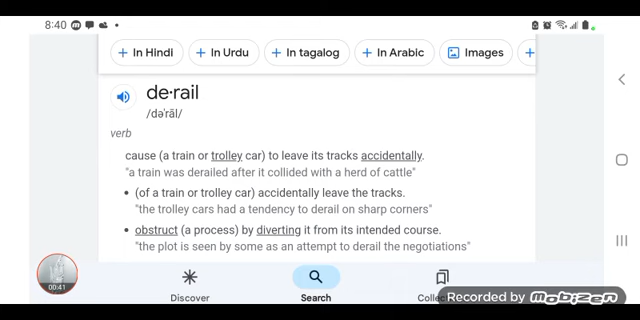 8:40
+ In Hindi + In Urdu + In tagalog + In Arabic Images +
de·rail
/dəˈrāl/
verb
cause (a train or trolley car) to leave its tracks accidentally.
"a train was derailed after it collided with a herd of cattle"
• (of a train or trolley car) accidentally leave the tracks.
"the trolley cars had a tendency to derail on sharp corners"
• obstruct (a process) by diverting it from its intended course.
"the plot is seen by some as an attempt to derail the negotiations"
00:41
Discover Search Collec
Recorded by Mobizen